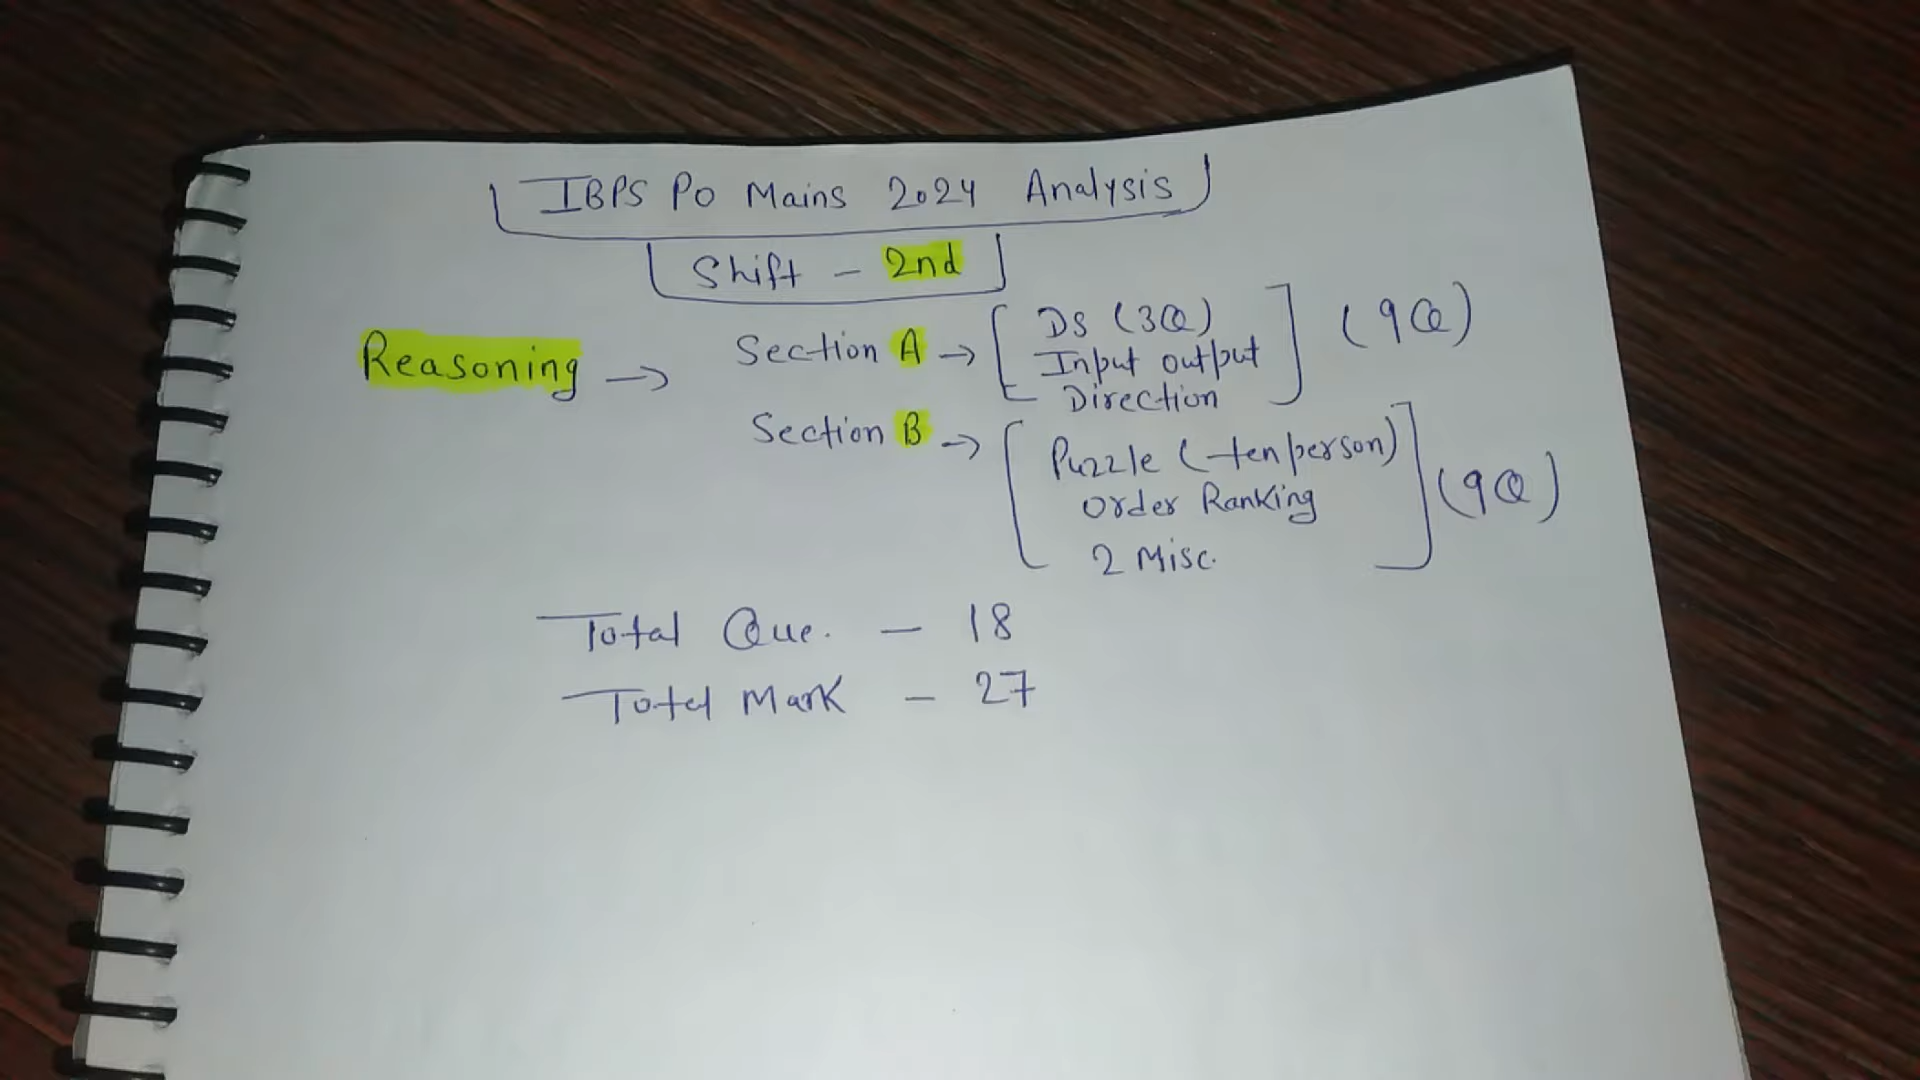 IBPS PO Mains 2024 Analysis
Shift - 2nd
Reasoning → Section A → [ DS (3Q) ] (9Q)
Input output
Direction
Section B → [ Puzzle (ten person) ] (9Q)
Order Ranking
2 Misc.
Total Que. - 18
Total Mark - 27